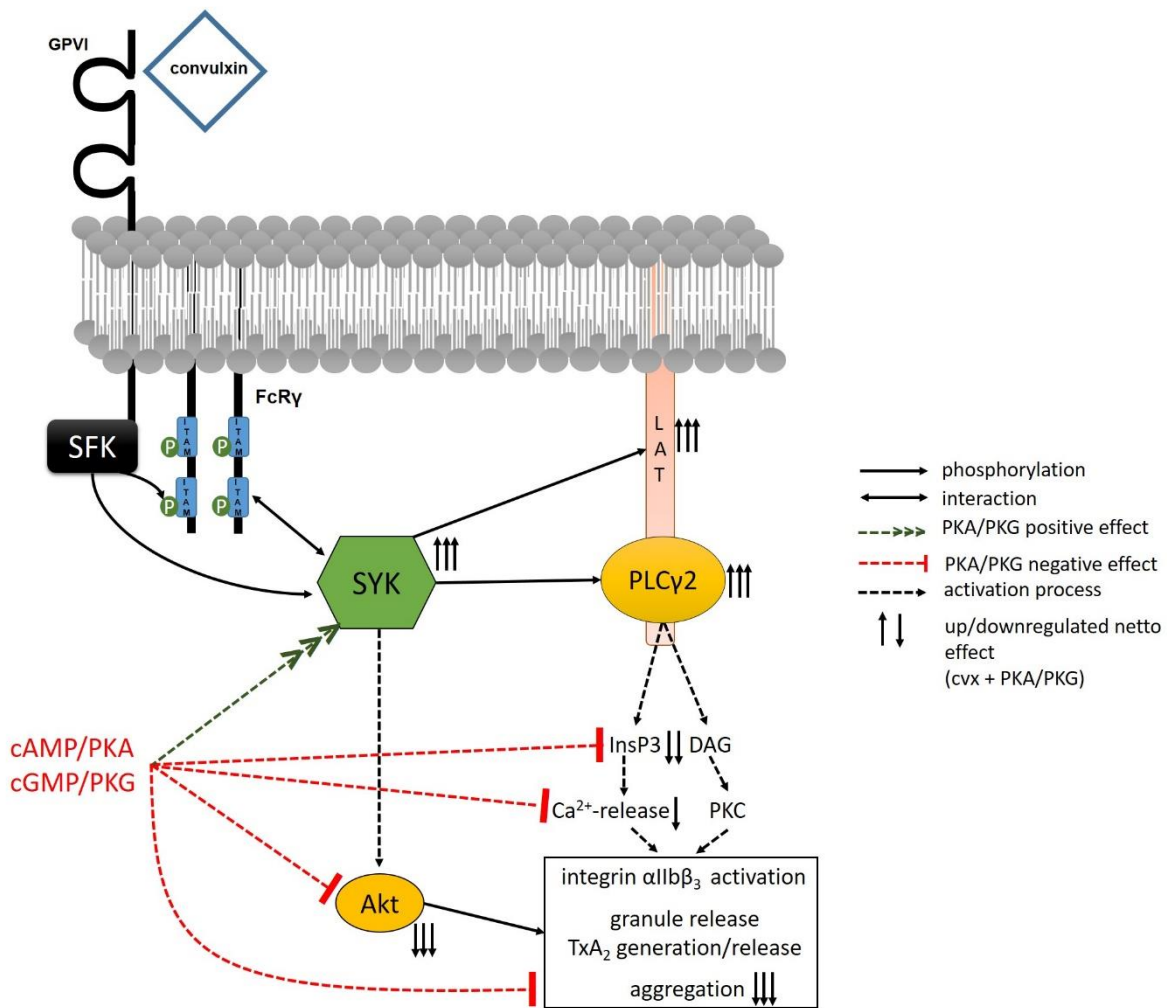 GPVI
convulxin
FcRγ
SFK
ITAM
ITAM
P
P
ITAM
ITAM
P
P
LAT
SYK
PLCγ2
cAMP/PKA
cGMP/PKG
InsP3
DAG
Ca²⁺-release
PKC
Akt
integrin αIIbβ₃ activation
granule release
TxA₂ generation/release
aggregation
phosphorylation
interaction
PKA/PKG positive effect
PKA/PKG negative effect
activation process
up/downregulated netto
effect
(cvx + PKA/PKG)